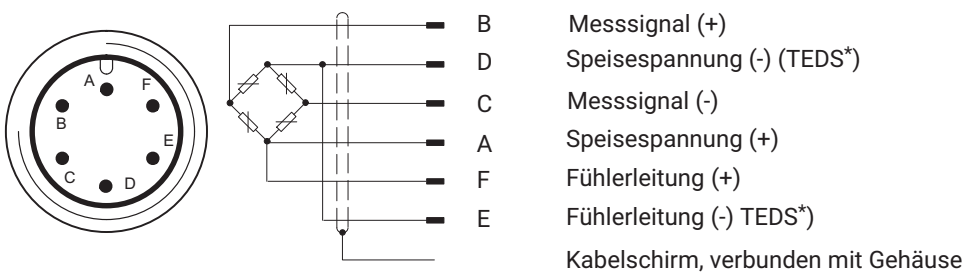 A F
B E
C D
B Messsignal (+)
D Speisespannung (-) (TEDS*)
C Messsignal (-)
A Speisespannung (+)
F Fühlerleitung (+)
E Fühlerleitung (-) TEDS*)
Kabelschirm, verbunden mit Gehäuse